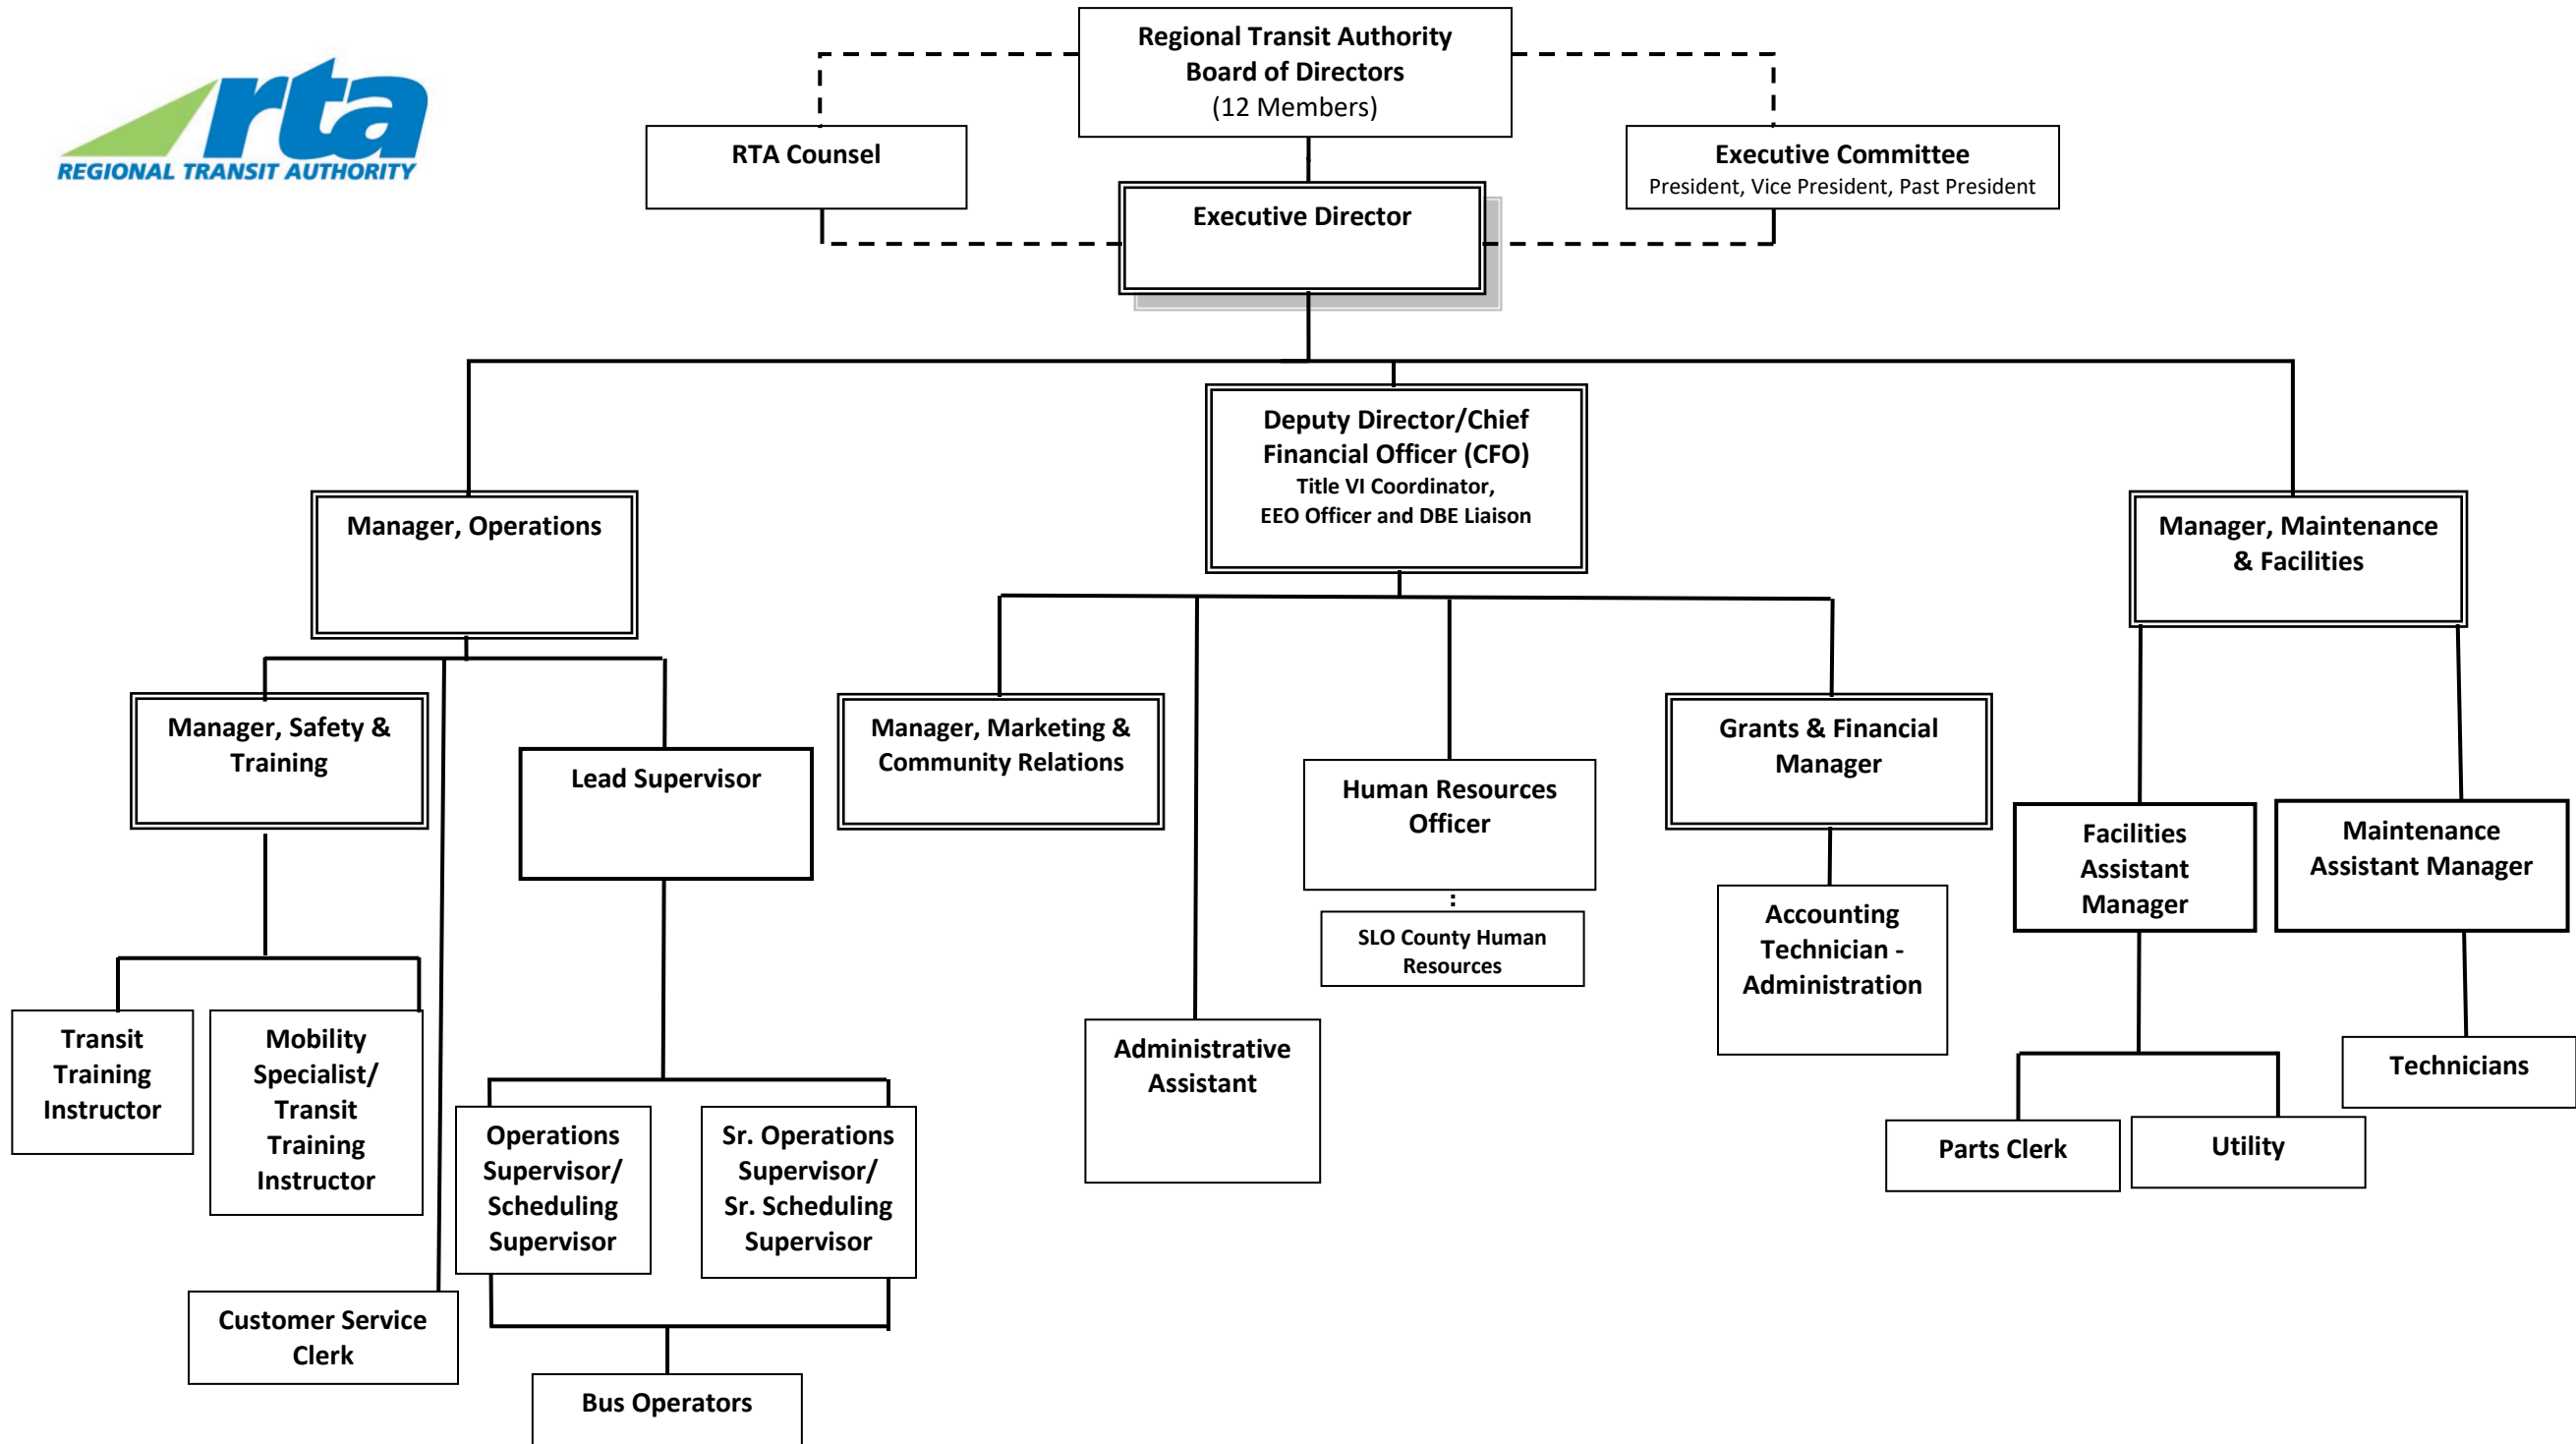 rta
REGIONAL TRANSIT AUTHORITY
Regional Transit Authority
Board of Directors
(12 Members)
RTA Counsel
Executive Committee
President, Vice President, Past President
Executive Director
Deputy Director/Chief
Financial Officer (CFO)
Title VI Coordinator,
EEO Officer and DBE Liaison
Manager, Operations
Manager, Maintenance
& Facilities
Manager, Safety &
Training
Lead Supervisor
Manager, Marketing &
Community Relations
Human Resources
Officer
Grants & Financial
Manager
Facilities
Assistant
Manager
Maintenance
Assistant Manager
SLO County Human
Resources
Accounting
Technician -
Administration
Transit
Training
Instructor
Mobility
Specialist/
Transit
Training
Instructor
Administrative
Assistant
Technicians
Operations
Supervisor/
Scheduling
Supervisor
Sr. Operations
Supervisor/
Sr. Scheduling
Supervisor
Parts Clerk
Utility
Customer Service
Clerk
Bus Operators